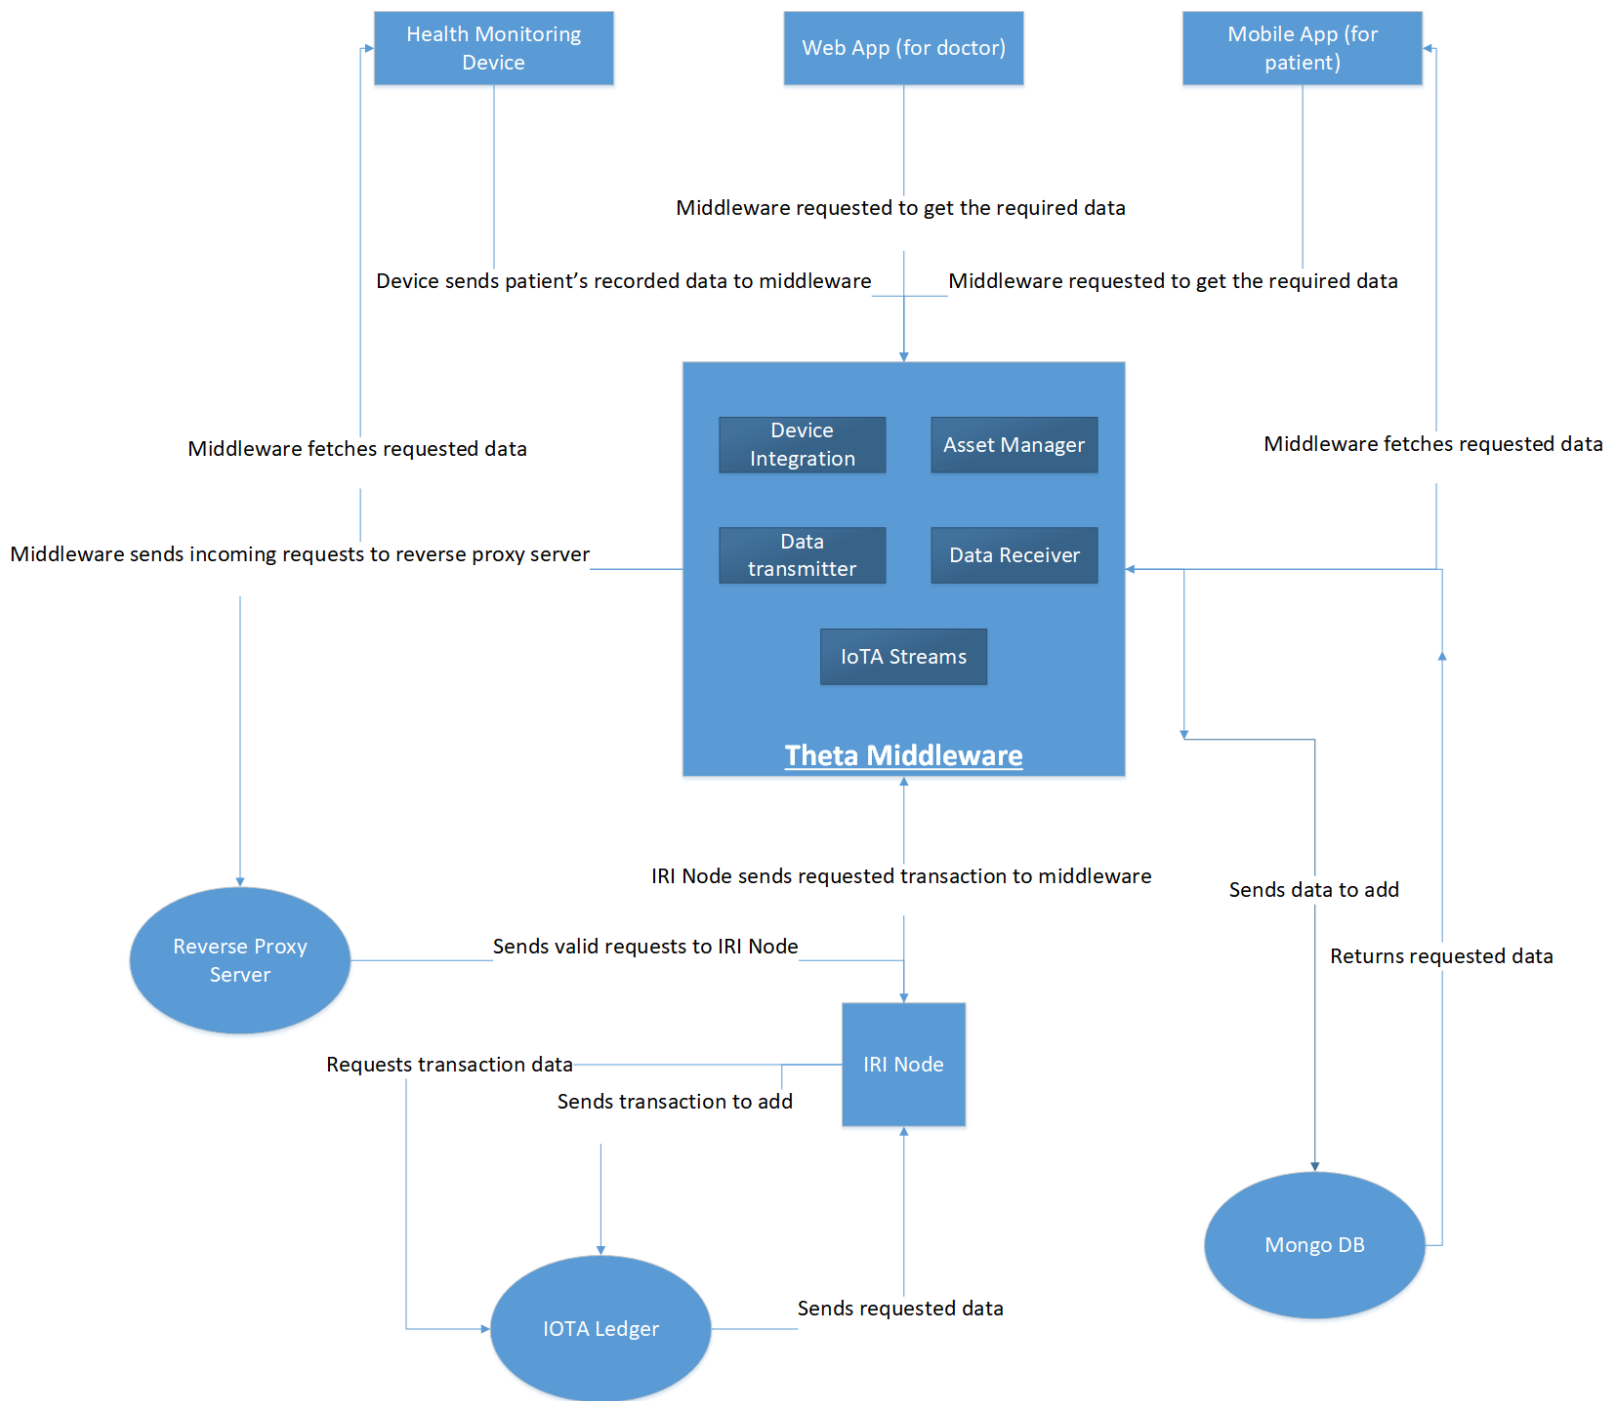 Health Monitoring
Device
Web App (for doctor)
Mobile App (for
patient)
Middleware requested to get the required data
Device sends patient’s recorded data to middleware
Middleware requested to get the required data
Device
Integration
Asset Manager
Middleware fetches requested data
Middleware fetches requested data
Middleware sends incoming requests to reverse proxy server
Data
transmitter
Data Receiver
IoTA Streams
Theta Middleware
IRI Node sends requested transaction to middleware
Sends data to add
Reverse Proxy
Server
Sends valid requests to IRI Node
Returns requested data
Requests transaction data
IRI Node
Sends transaction to add
Mongo DB
Sends requested data
IOTA Ledger